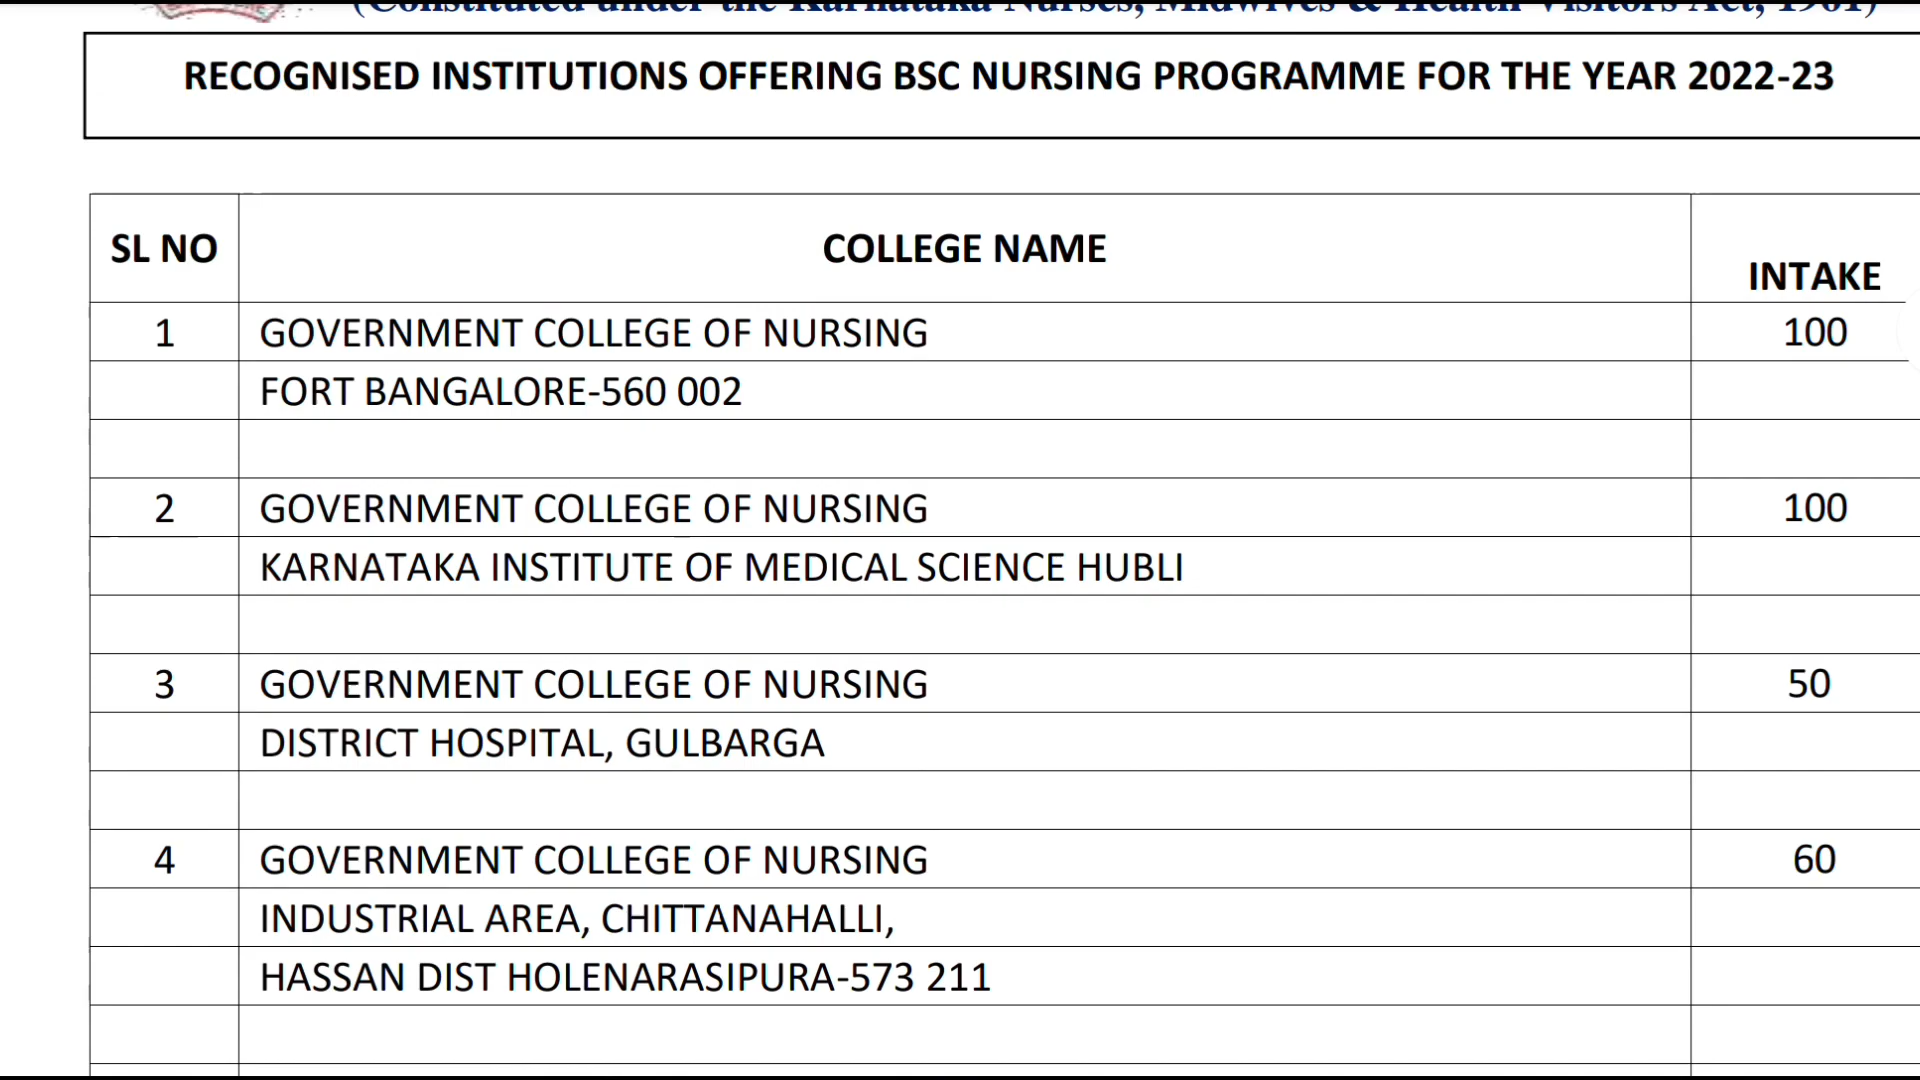 (Constituted under the Karnataka Nurses, Midwives & Health Visitors Act, 1961)
RECOGNISED INSTITUTIONS OFFERING BSC NURSING PROGRAMME FOR THE YEAR 2022-23
SL NO COLLEGE NAME INTAKE
1 GOVERNMENT COLLEGE OF NURSING 100
FORT BANGALORE-560 002
2 GOVERNMENT COLLEGE OF NURSING 100
KARNATAKA INSTITUTE OF MEDICAL SCIENCE HUBLI
3 GOVERNMENT COLLEGE OF NURSING 50
DISTRICT HOSPITAL, GULBARGA
4 GOVERNMENT COLLEGE OF NURSING 60
INDUSTRIAL AREA, CHITTANAHALLI,
HASSAN DIST HOLENARASIPURA-573 211